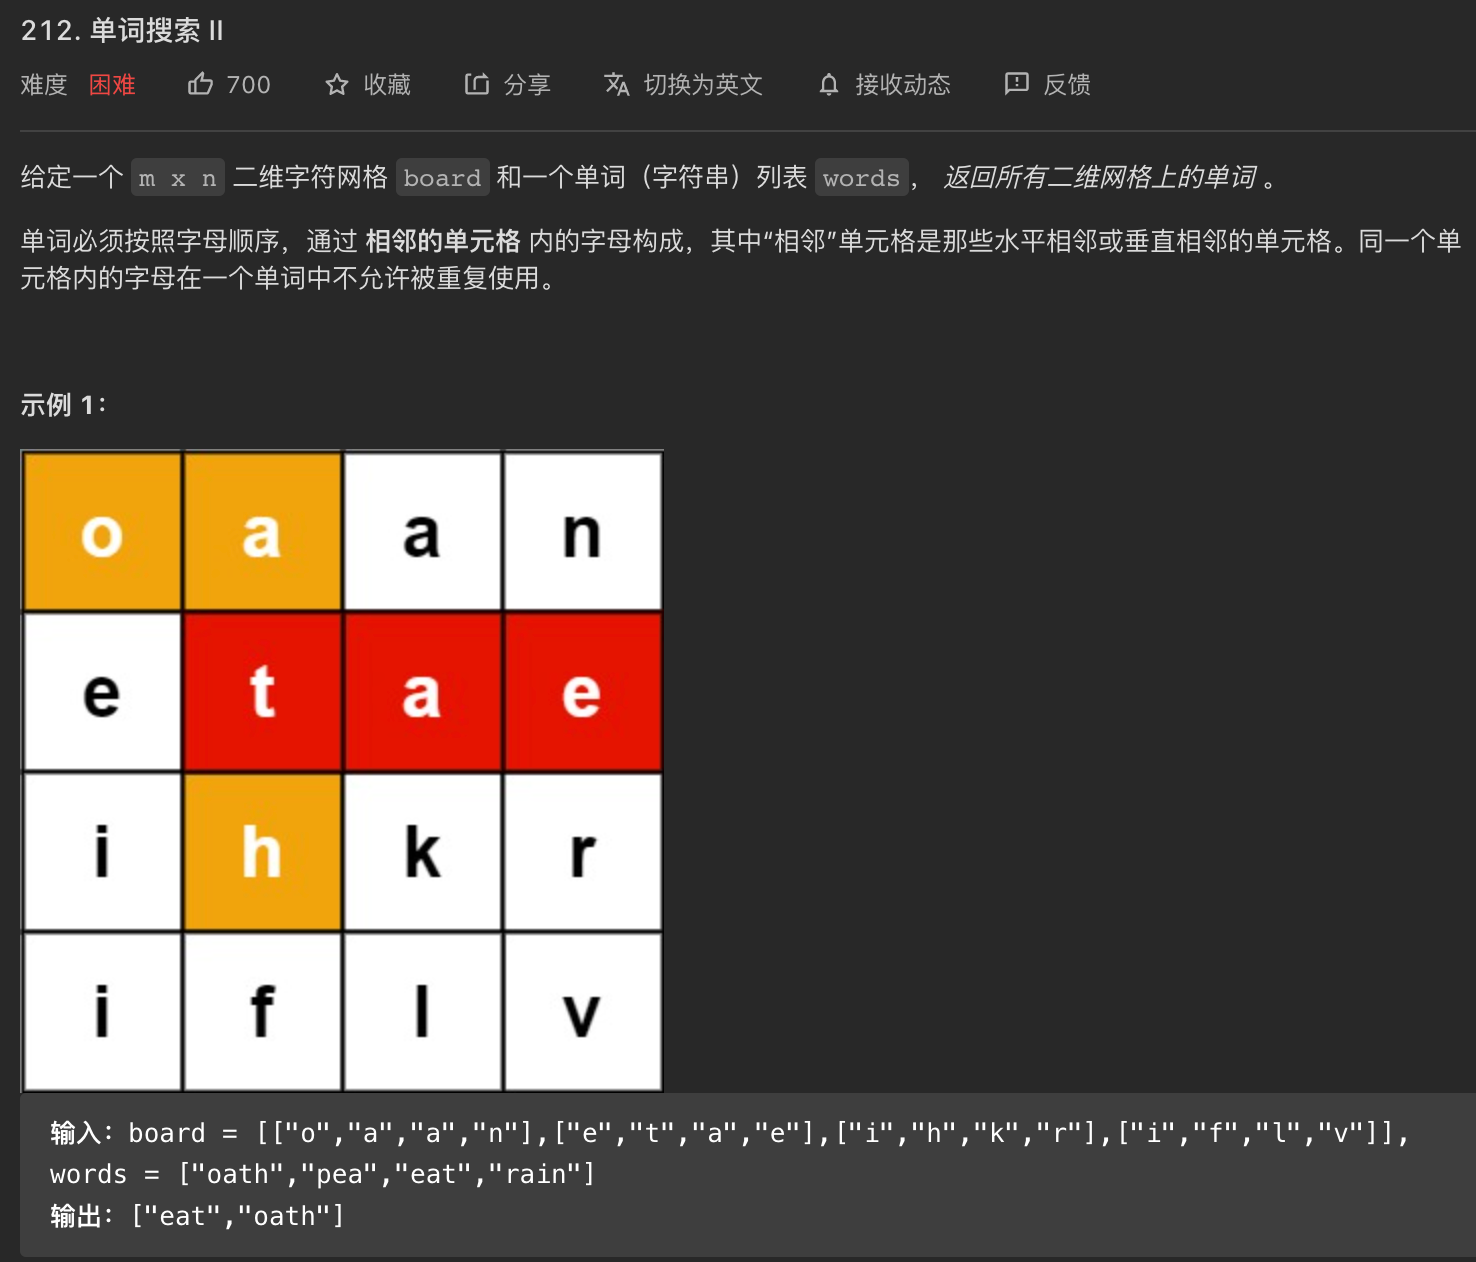 212. 单词搜索 II
难度 困难 700 收藏 分享 切换为英文 接收动态 反馈
给定一个 m x n 二维字符网格 board 和一个单词（字符串）列表 words， 返回所有二维网格上的单词 。
单词必须按照字母顺序，通过 相邻的单元格 内的字母构成，其中“相邻”单元格是那些水平相邻或垂直相邻的单元格。同一个单
元格内的字母在一个单词中不允许被重复使用。
示例 1：
o a a n
e t a e
i h k r
i f l v
输入：board = [["o","a","a","n"],["e","t","a","e"],["i","h","k","r"],["i","f","l","v"]],
words = ["oath","pea","eat","rain"]
输出：["eat","oath"]